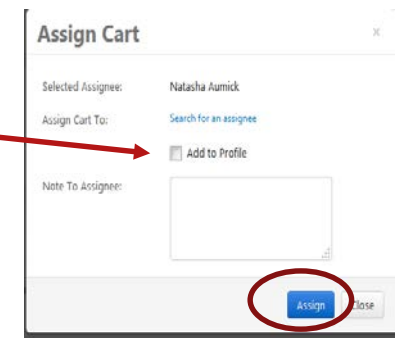 Assign Cart
x
Selected Assignee: Natasha Aumick
Assign Cart To: Search for an assignee
Add to Profile
Note To Assignee:
Assign Close